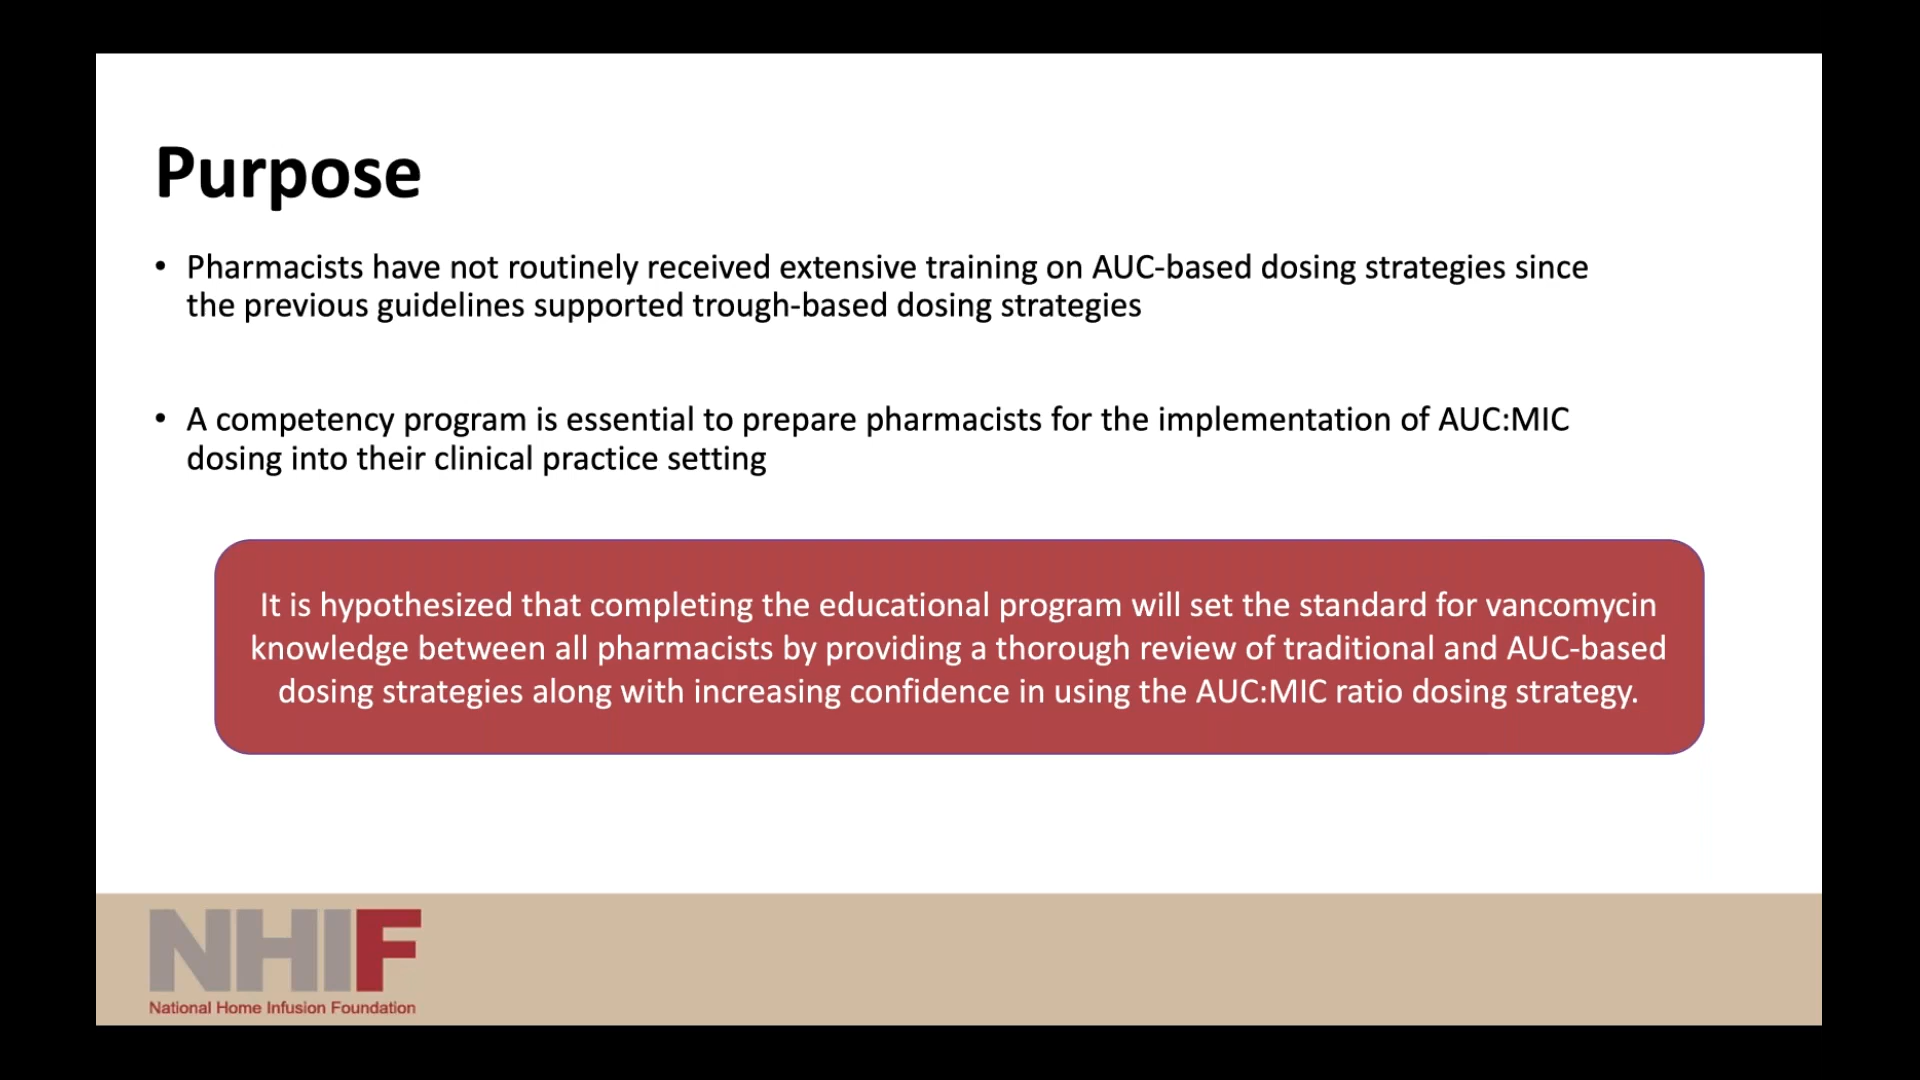 Purpose
• Pharmacists have not routinely received extensive training on AUC-based dosing strategies since
the previous guidelines supported trough-based dosing strategies
• A competency program is essential to prepare pharmacists for the implementation of AUC:MIC
dosing into their clinical practice setting
It is hypothesized that completing the educational program will set the standard for vancomycin
knowledge between all pharmacists by providing a thorough review of traditional and AUC-based
dosing strategies along with increasing confidence in using the AUC:MIC ratio dosing strategy.
NHIF
National Home Infusion Foundation